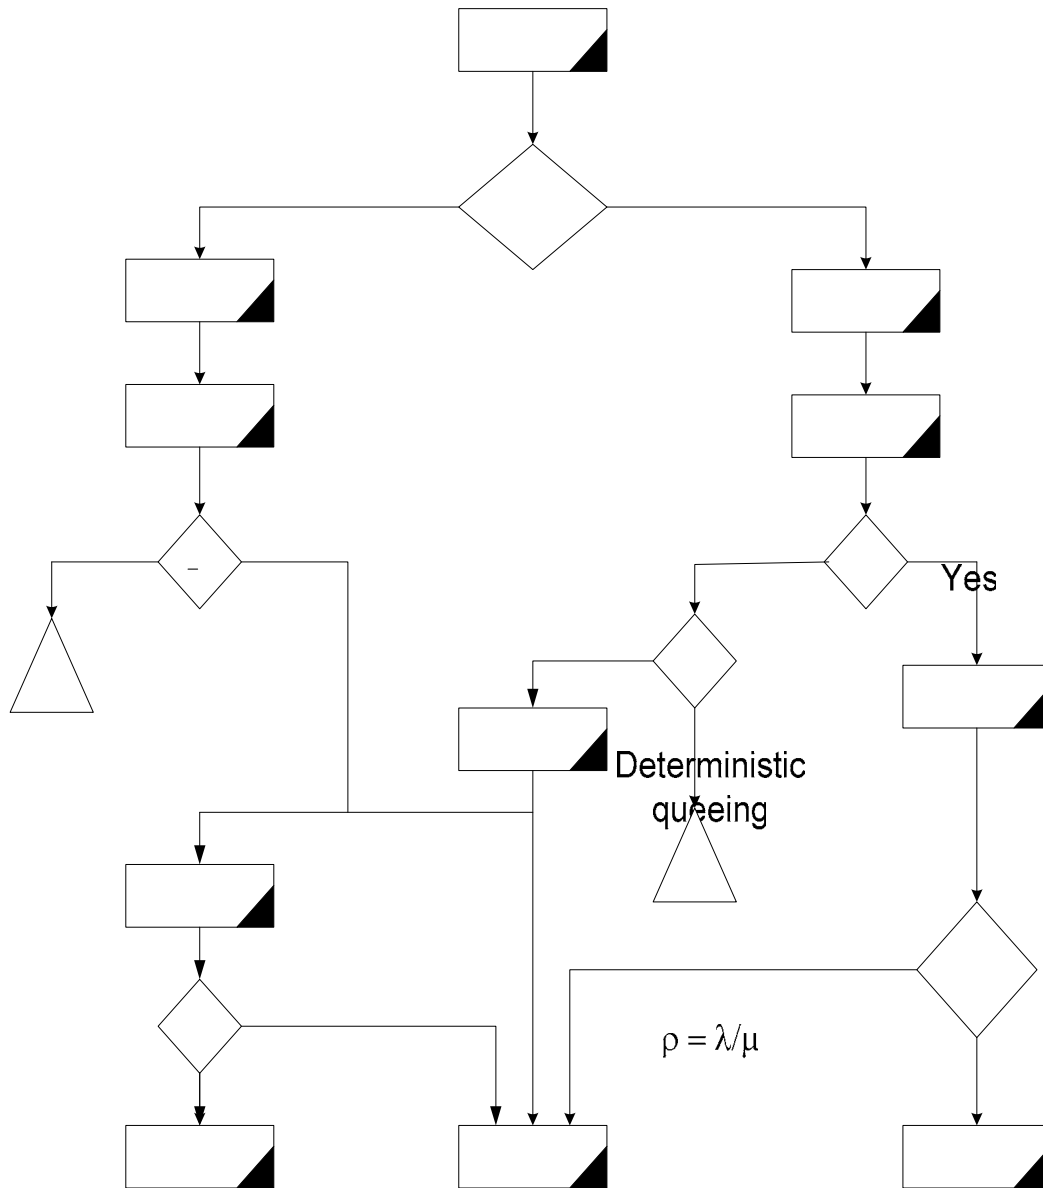 Yes
Deterministic
queeing
ρ = λ/μ